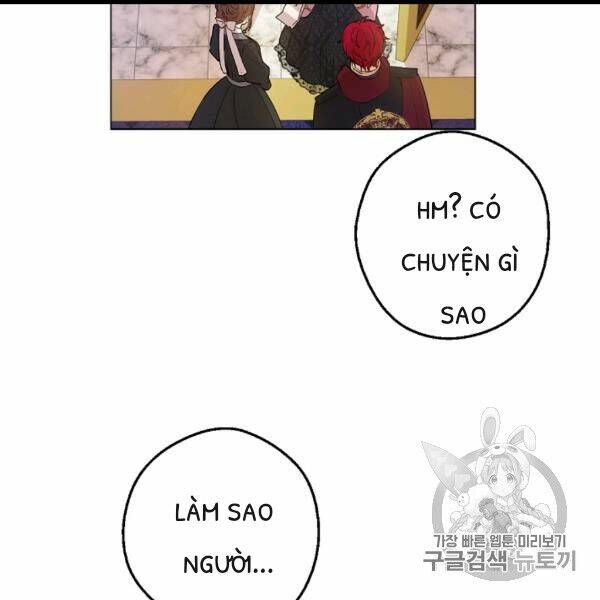 HM? CÓ
CHUYỆN GÌ
SAO
LÀM SAO
NGƯỜI...
가장 빠른 웹툰 미리보기
구글검색 뉴토끼